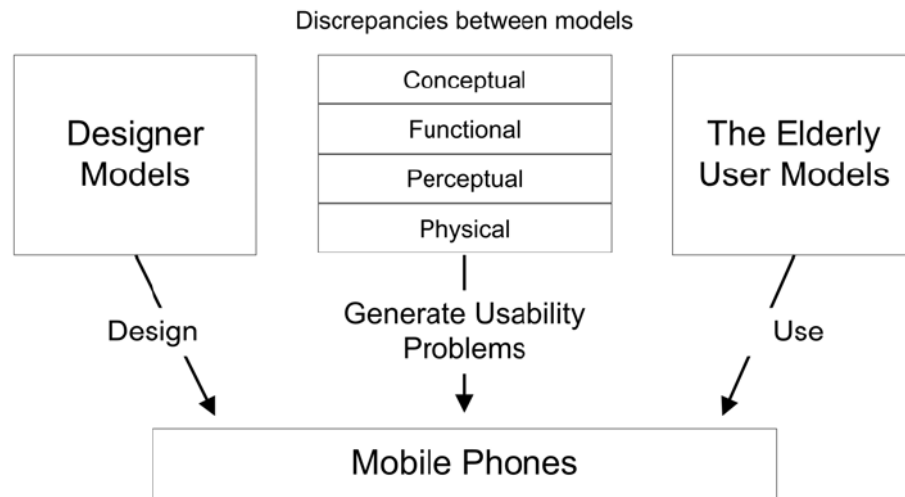 Discrepancies between models
Designer
Models
Conceptual
Functional
Perceptual
Physical
The Elderly
User Models
Design
Generate Usability
Problems
Use
Mobile Phones